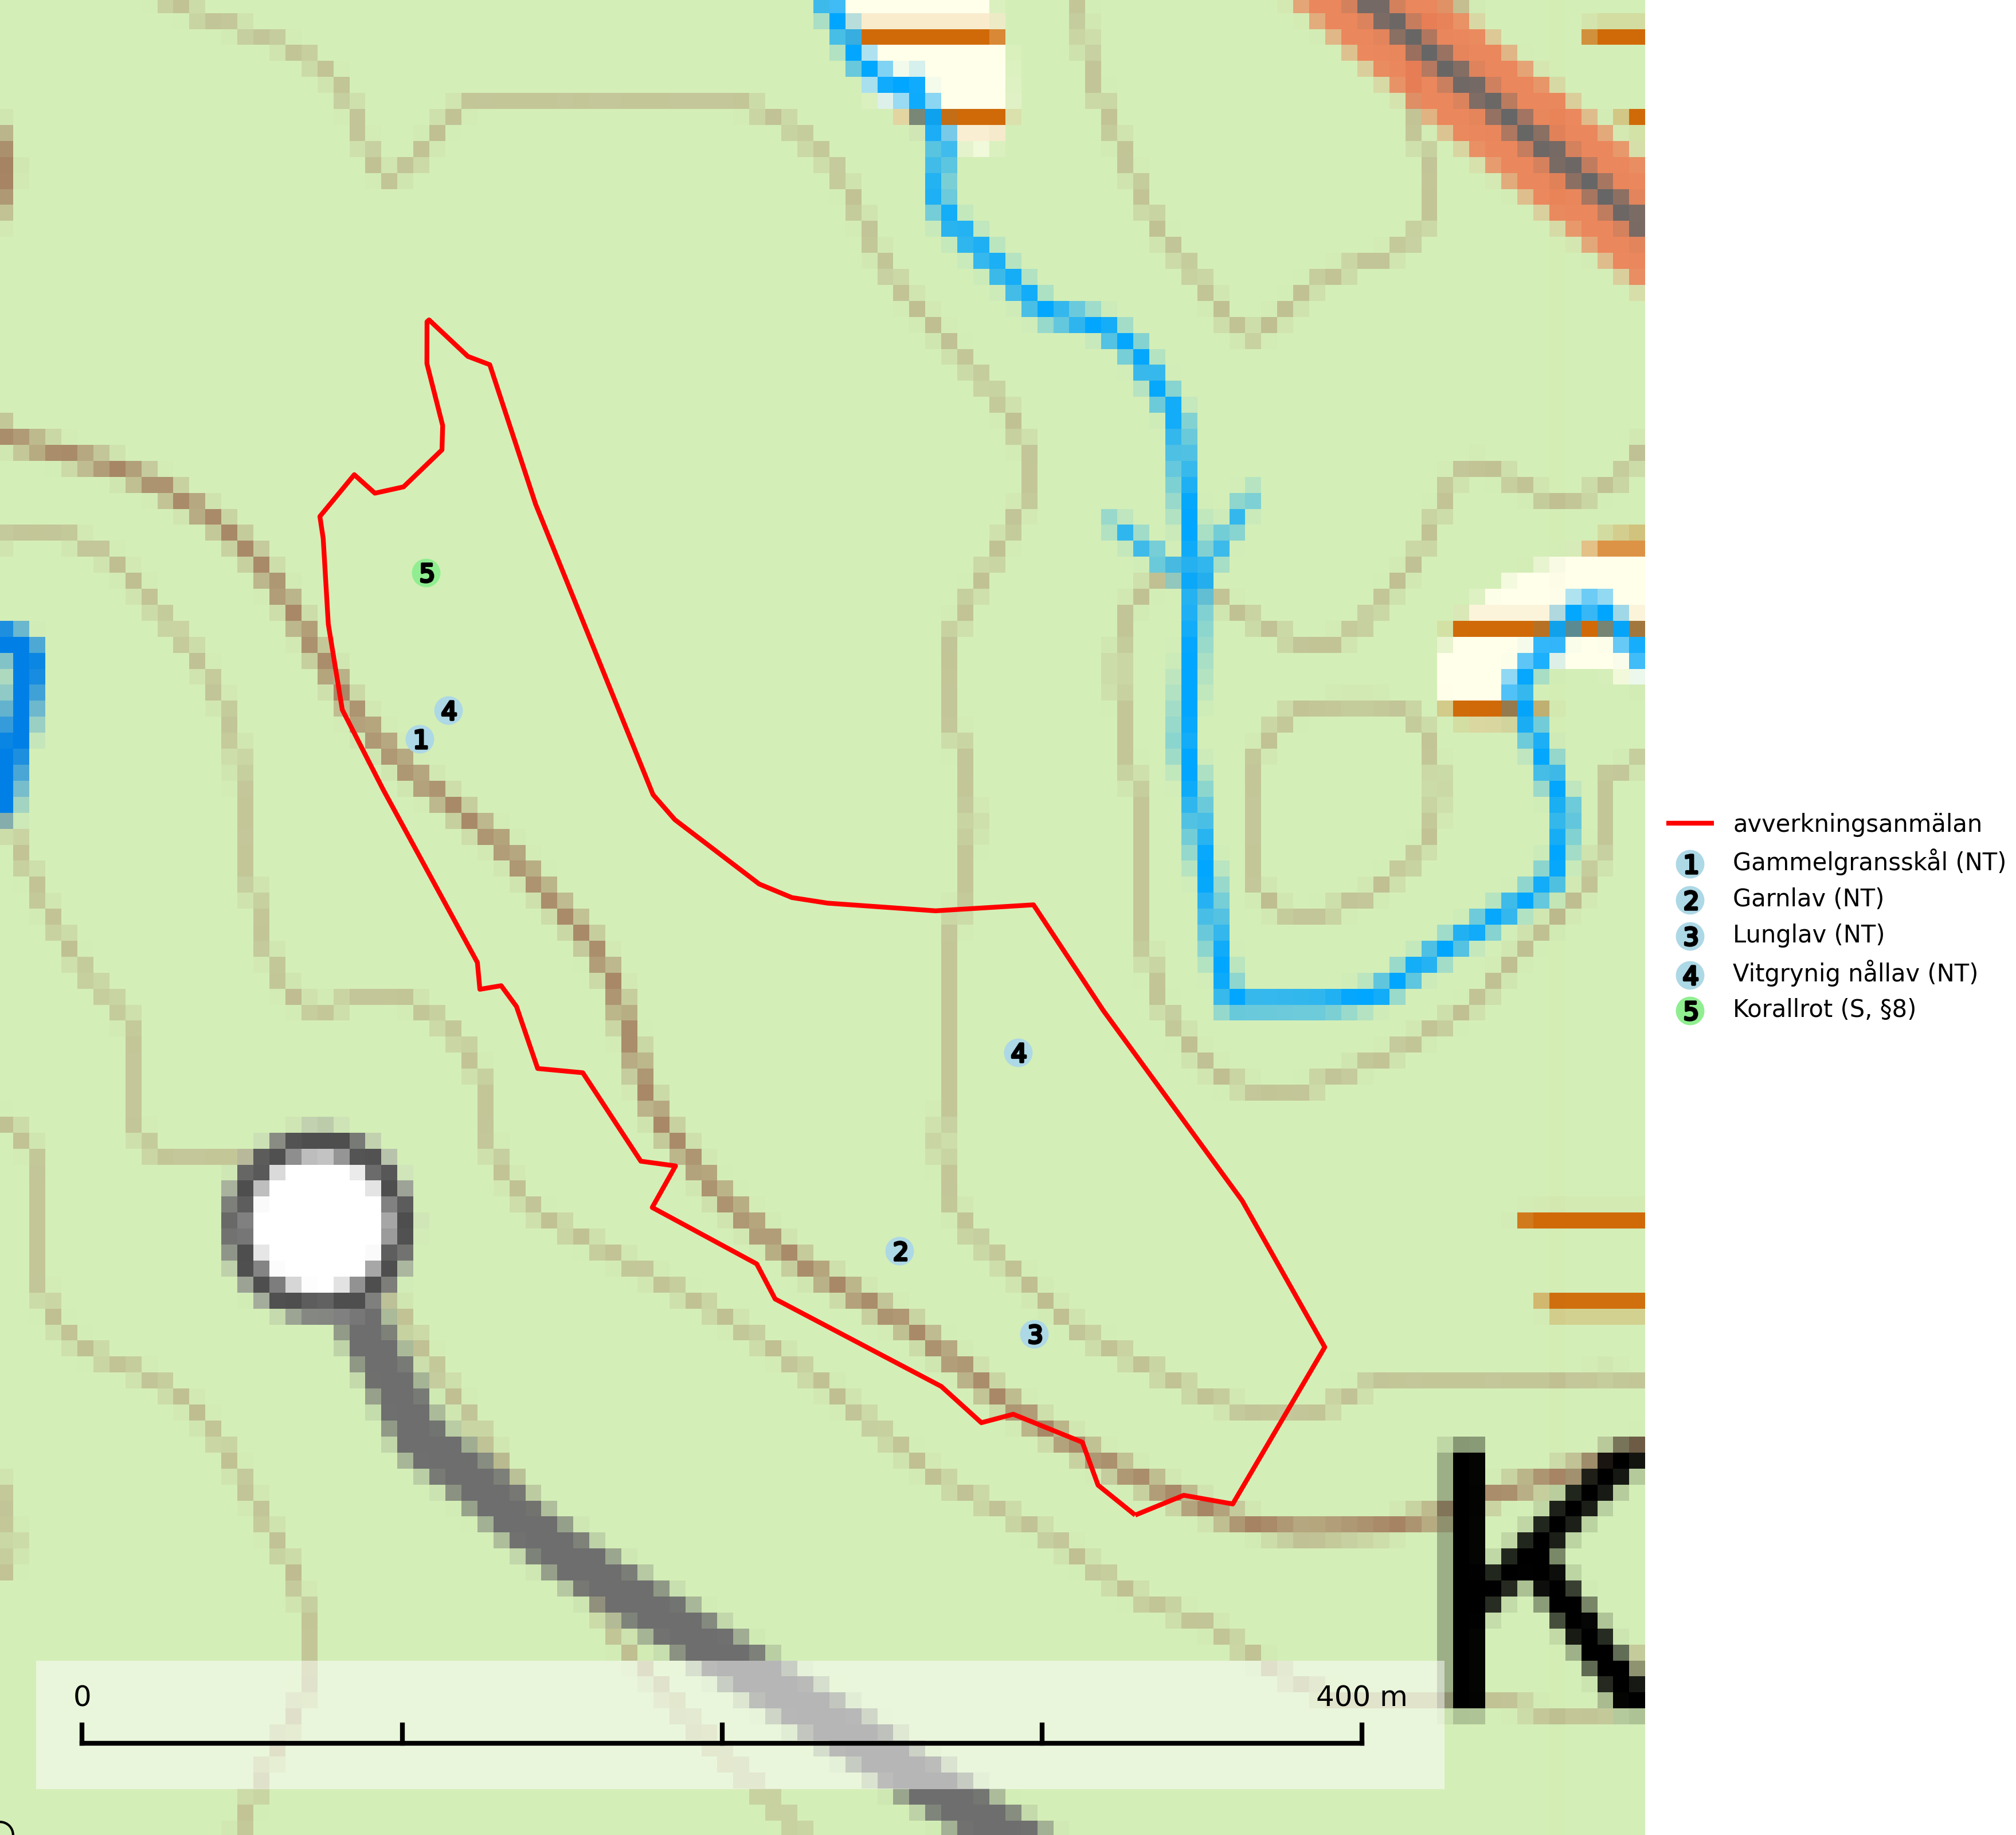 5
4
1
4
2
3
K
0
400 m
avverkningsanmälan
1 Gammelgransskål (NT)
2 Garnlav (NT)
3 Lunglav (NT)
4 Vitgrynig nållav (NT)
5 Korallrot (S, §8)